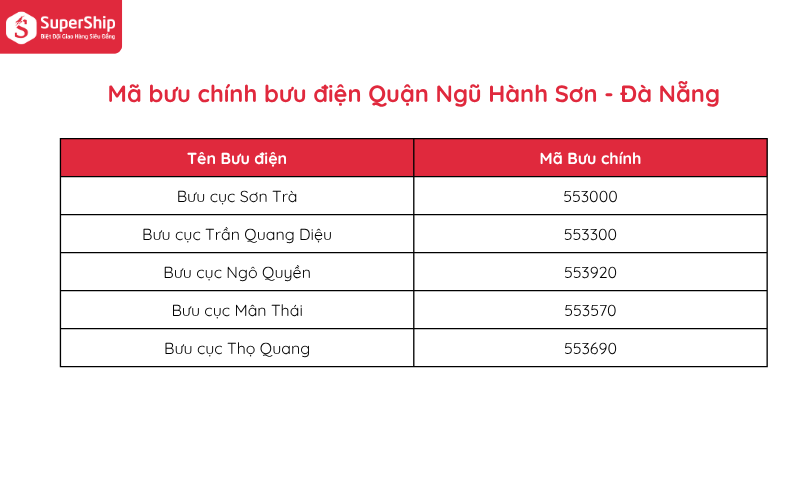 SuperShip
Biệt Đội Giao Hàng Siêu Đẳng
Mã bưu chính bưu điện Quận Ngũ Hành Sơn - Đà Nẵng
Tên Bưu điện Mã Bưu chính
Bưu cục Sơn Trà 553000
Bưu cục Trần Quang Diệu 553300
Bưu cục Ngô Quyền 553920
Bưu cục Mân Thái 553570
Bưu cục Thọ Quang 553690